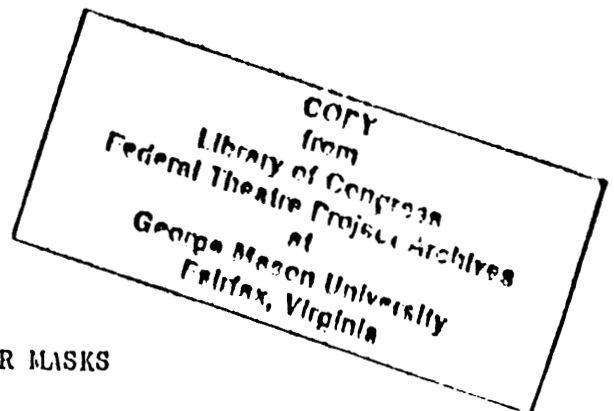 COPY
from
Library of Congress
Federal Theatre Project Archives
at
George Mason University
Fairfax, Virginia
R MASKS